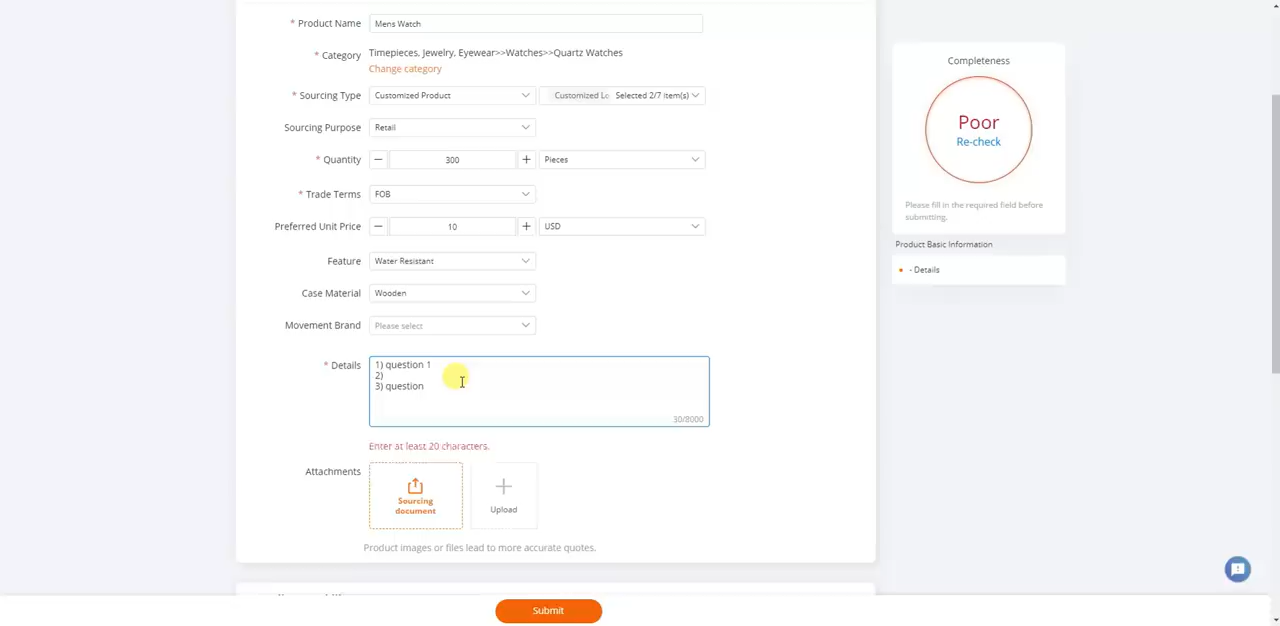 * Product Name Mens Watch
* Category Timepieces, Jewelry, Eyewear>>Watches>>Quartz Watches
Change category
* Sourcing Type Customized Product Customized Lo Selected 2/7 item(s)
Sourcing Purpose Retail
* Quantity 300 Pieces
* Trade Terms FOB
Preferred Unit Price 10 USD
Feature Water Resistant
Case Material Wooden
Movement Brand Please select
* Details 1) question 1
2)
3) question
30/8000
Enter at least 20 characters.
Attachments
Sourcing
document
Upload
Product images or files lead to more accurate quotes.
Submit
Completeness
Poor
Re-check
Please fill in the required field before
submitting.
Product Basic Information
- Details